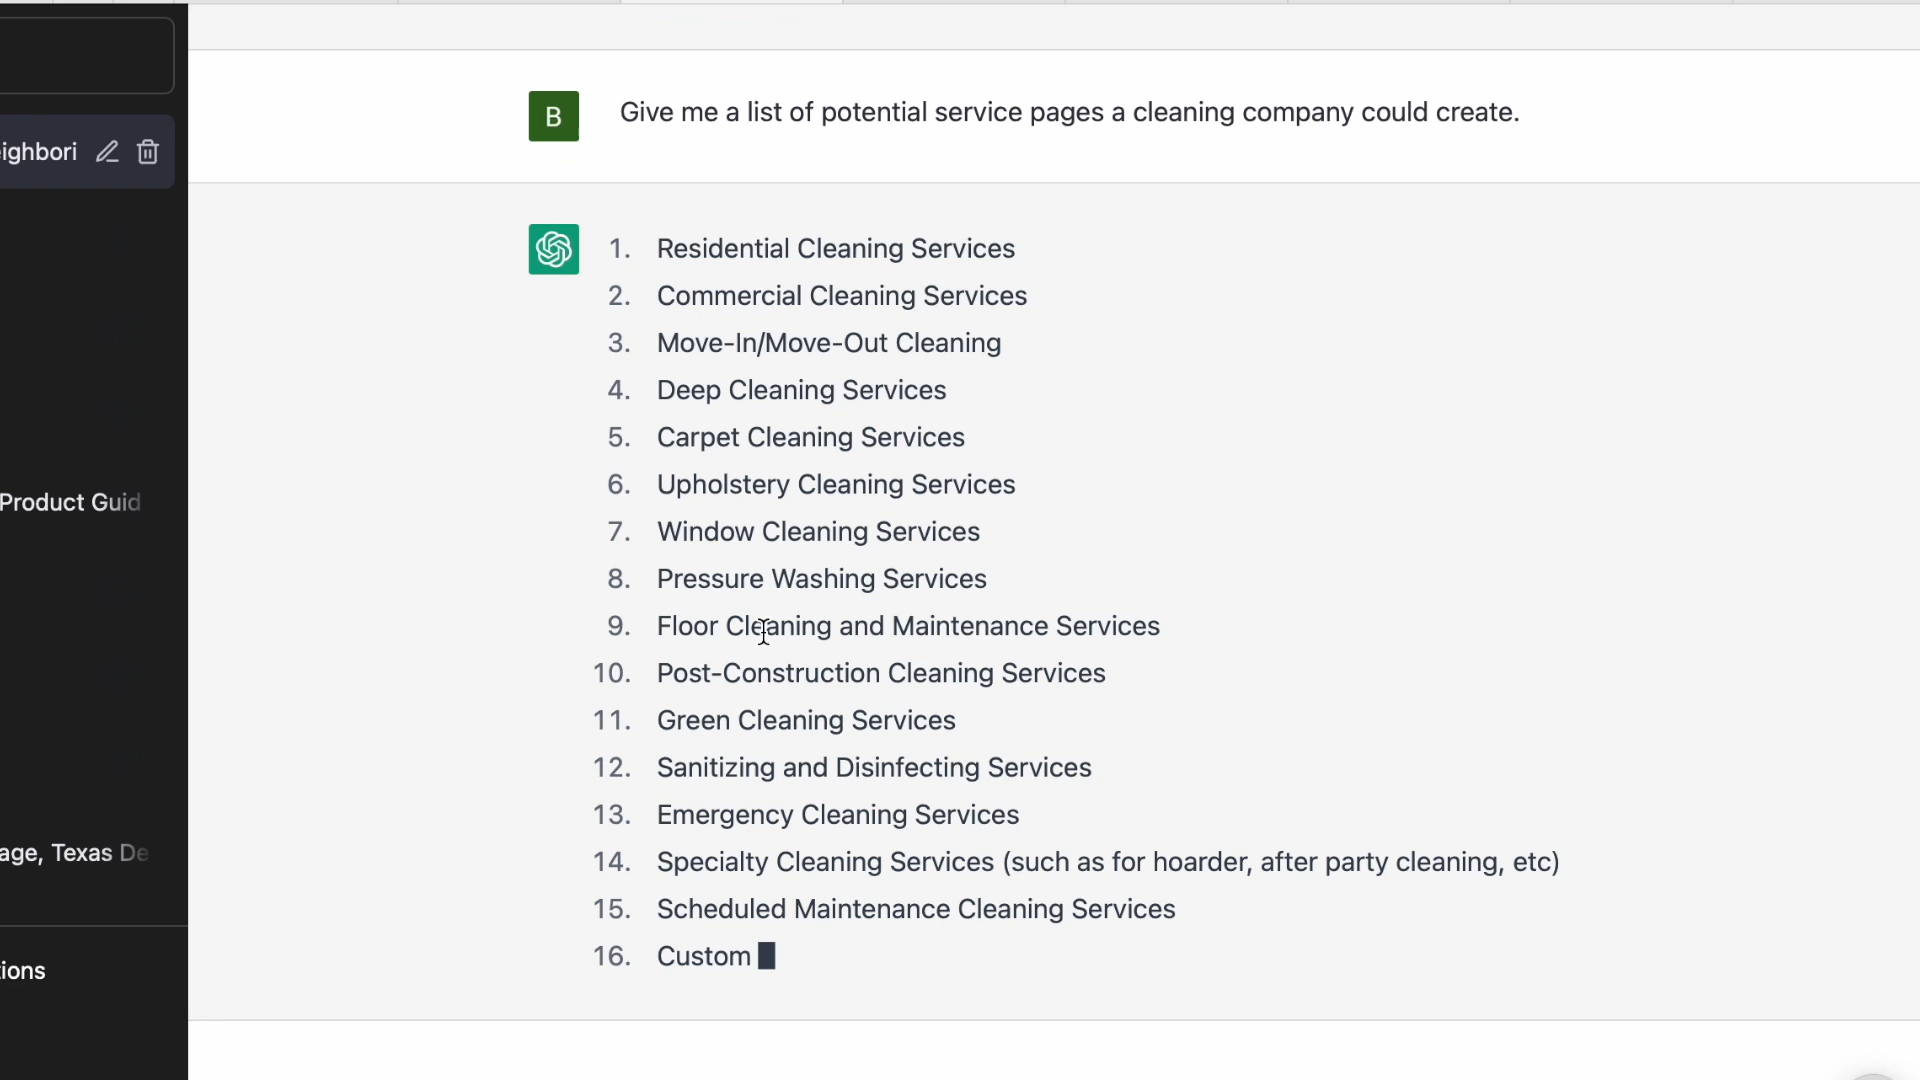 B
Give me a list of potential service pages a cleaning company could create.
ighbori
1. Residential Cleaning Services
2. Commercial Cleaning Services
3. Move-In/Move-Out Cleaning
4. Deep Cleaning Services
5. Carpet Cleaning Services
6. Upholstery Cleaning Services
Product Guid
7. Window Cleaning Services
8. Pressure Washing Services
9. Floor Cleaning and Maintenance Services
10. Post-Construction Cleaning Services
11. Green Cleaning Services
12. Sanitizing and Disinfecting Services
13. Emergency Cleaning Services
age, Texas De
14. Specialty Cleaning Services (such as for hoarder, after party cleaning, etc)
15. Scheduled Maintenance Cleaning Services
16. Custom
ions